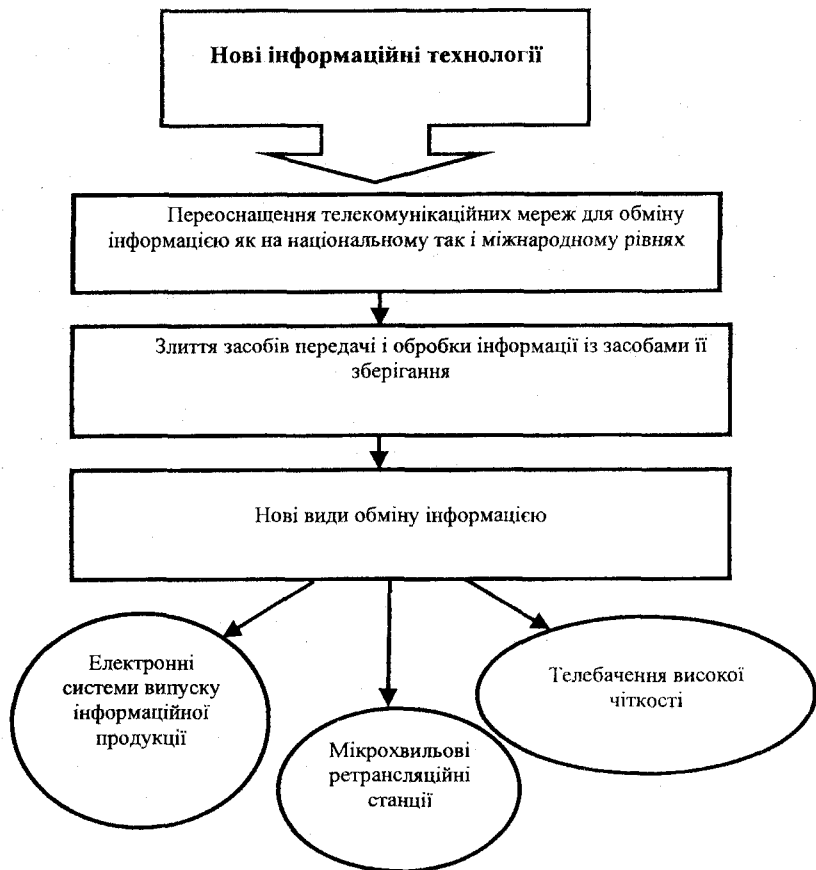 Нові інформаційні технології
Переоснащення телекомунікаційних мереж для обміну
інформацією як на національному так і міжнародному рівнях
Злиття засобів передачі і обробки інформації із засобами її
зберігання
Нові види обміну інформацією
Електронні
системи випуску
інформаційної
продукції
Мікрохвильові
ретрансляційні
станції
Телебачення високої
чіткості